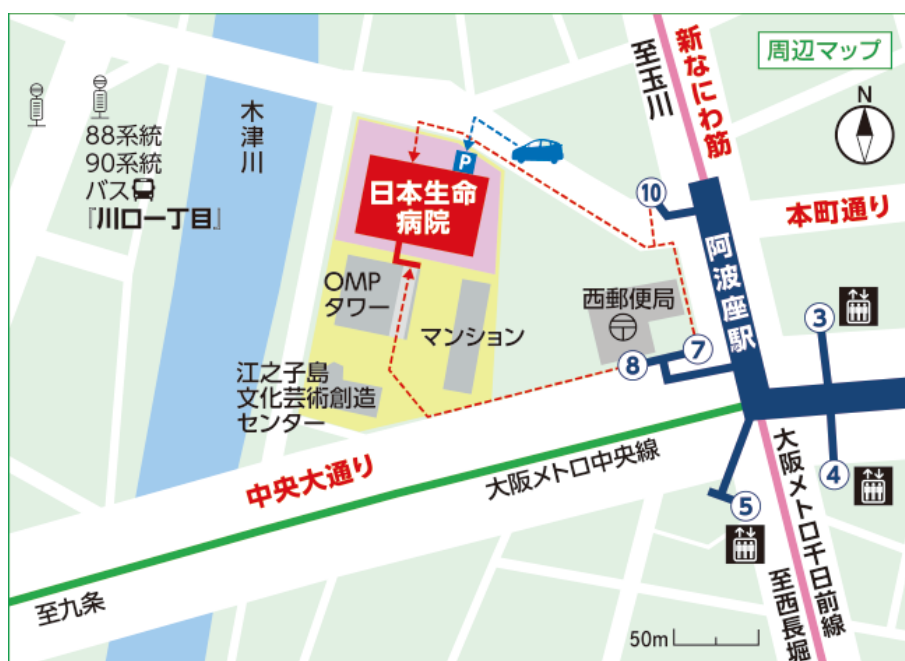 周辺マップ
N
至玉川
新なにわ筋
木津川
88系統
90系統
バス
『川口一丁目』
P
日本生命
病院
10
本町通り
阿波座駅
OMP
タワー
マンション
西郵便局
3
7
8
江之子島
文化芸術創造
センター
中央大通り
大阪メトロ中央線
大阪メトロ千日前線
4
5
至九条
至西長堀
50m